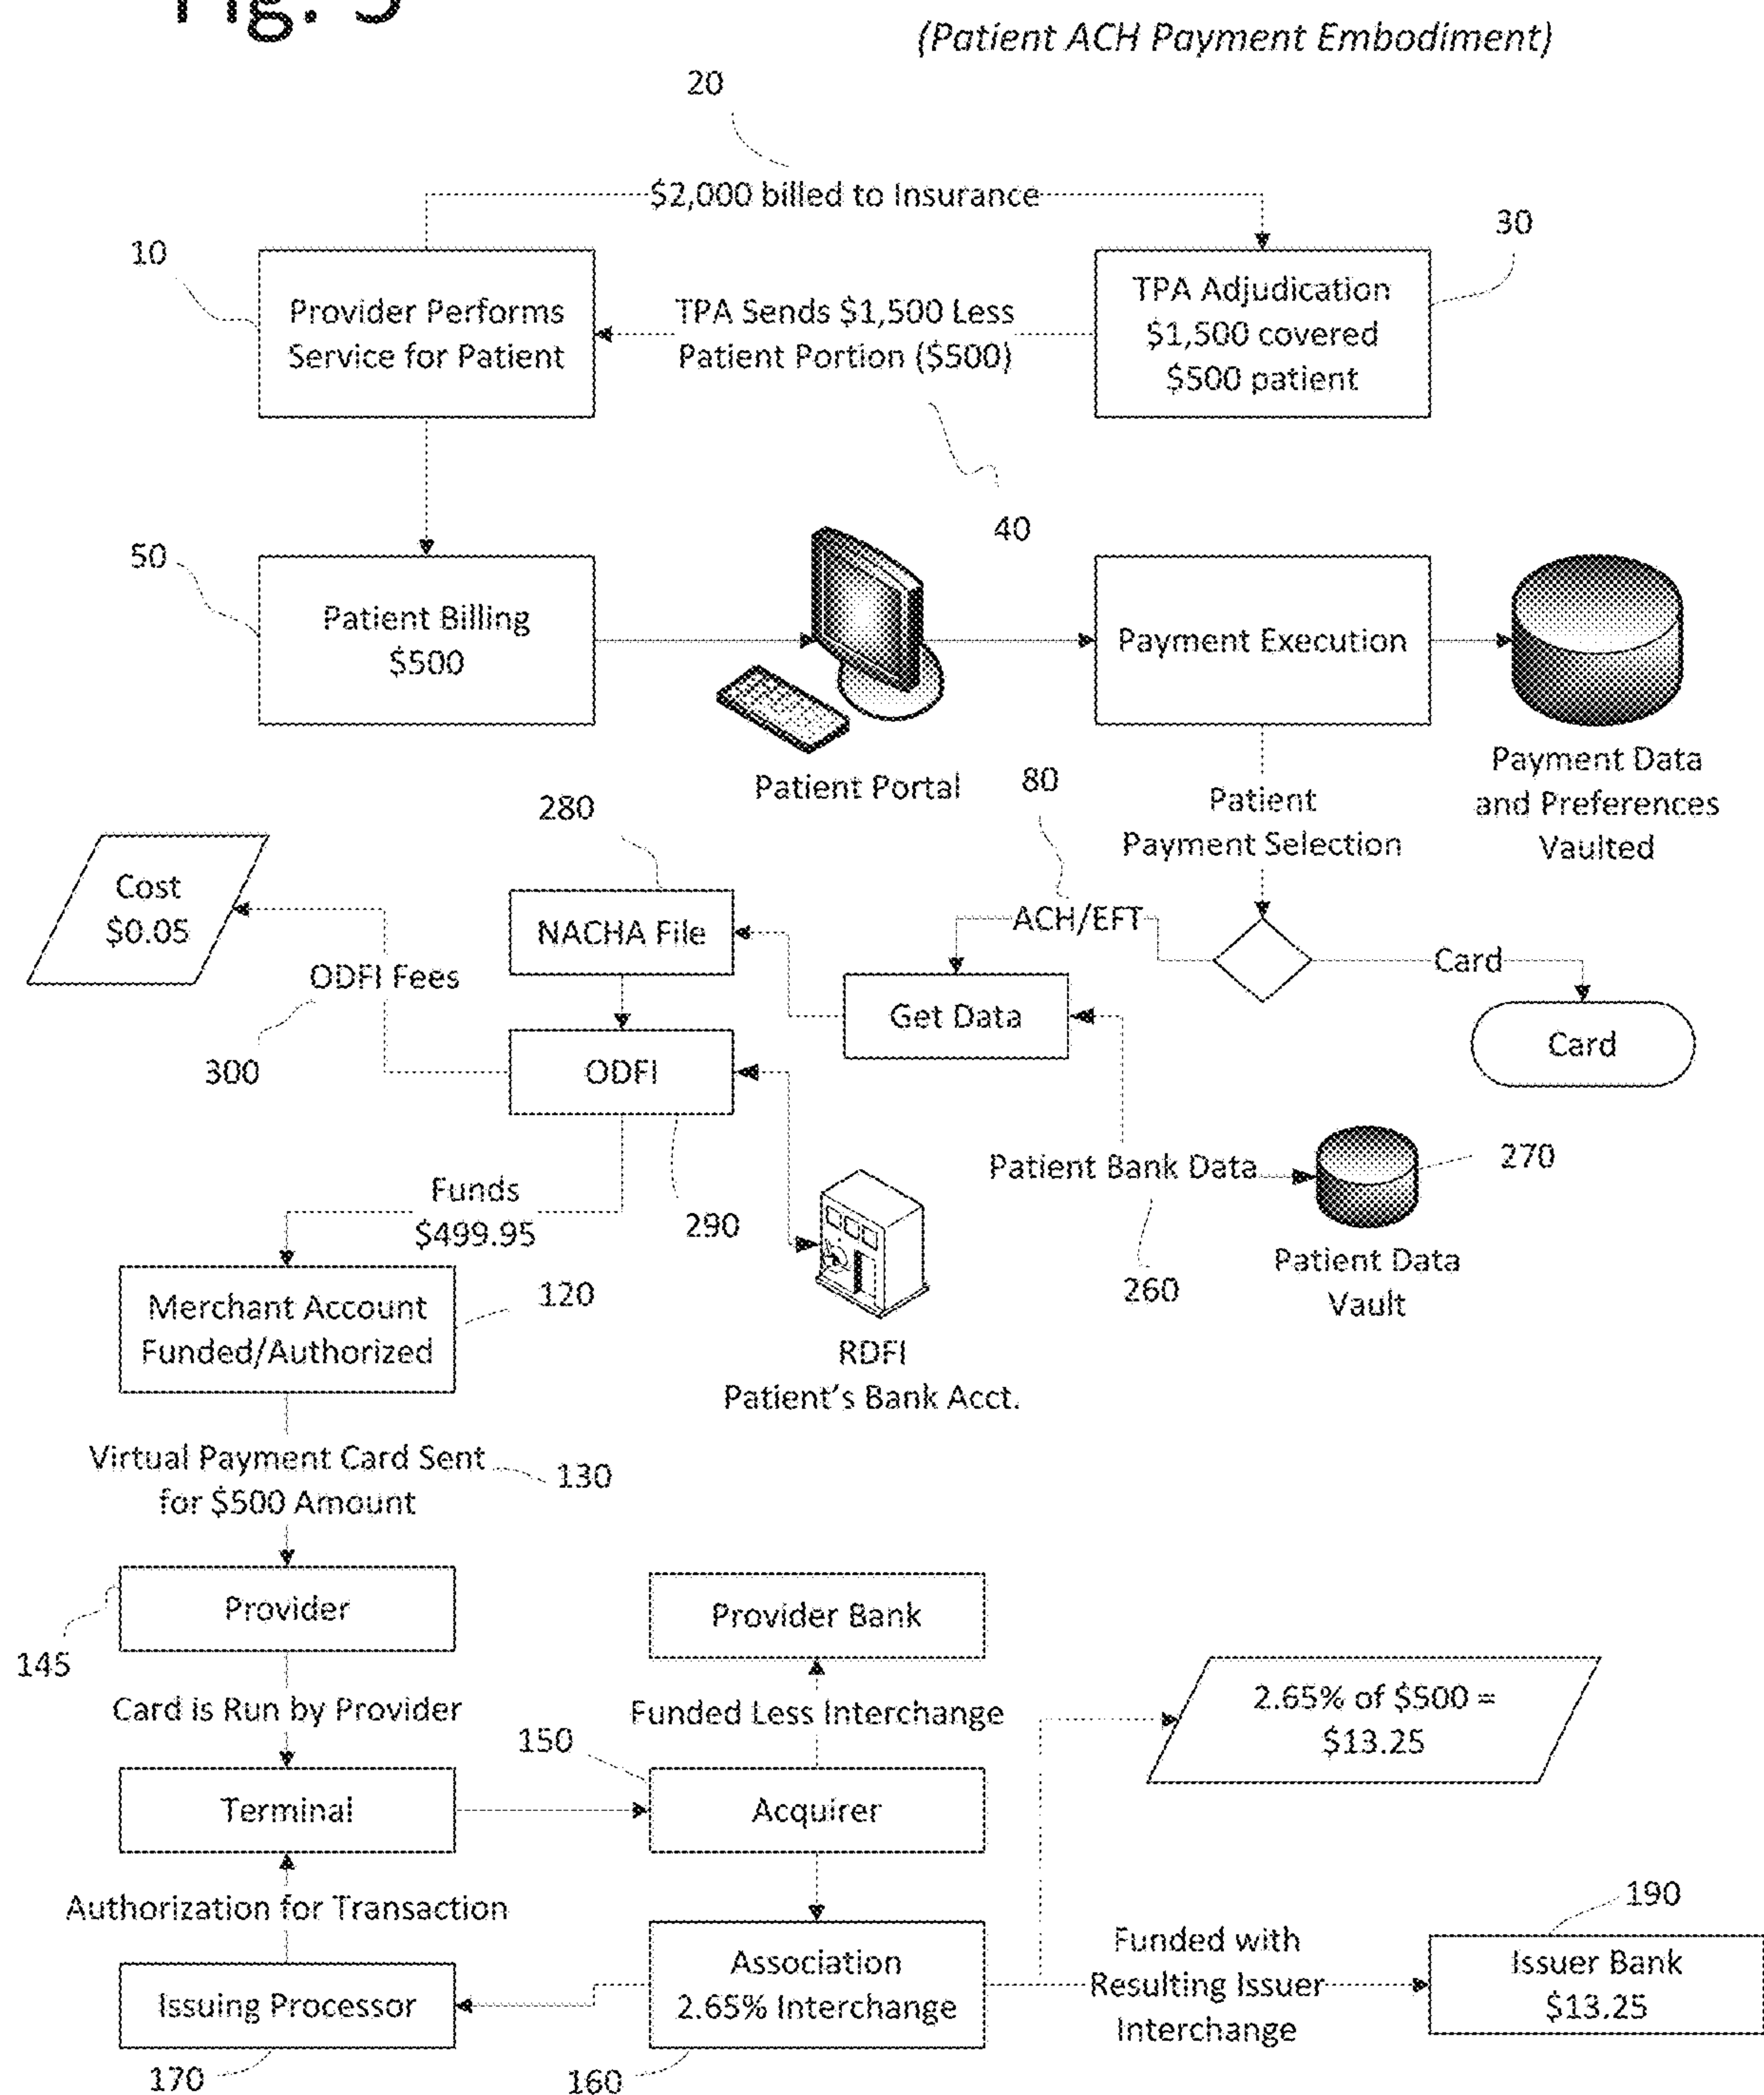 Fig. 5
(Patient ACH Payment Embodiment)
20
$2,000 billed to Insurance
10
30
Provider Performs
Service for Patient
TPA Sends $1,500 Less
Patient Portion ($500)
TPA Adjudication
$1,500 covered
$500 patient
40
50
Patient Billing
$500
Patient Portal
Payment Execution
Payment Data
and Preferences
Vaulted
280
80
Patient
Payment Selection
Cost
$0.05
ODFI Fees
300
NACHA File
ACH/EFT
Card
Get Data
Card
ODFI
Funds
$499.95
290
Patient Bank Data
270
260
Patient Data
Vault
Merchant Account
Funded/Authorized
120
RDFI
Patient's Bank Acct.
Virtual Payment Card Sent
for $500 Amount
130
Provider
145
Provider Bank
Card is Run by Provider
Funded Less Interchange
2.65% of $500 =
$13.25
150
Terminal
Acquirer
Authorization for Transaction
190
Issuing Processor
170
Association
2.65% Interchange
160
Funded with
Resulting Issuer
Interchange
Issuer Bank
$13.25